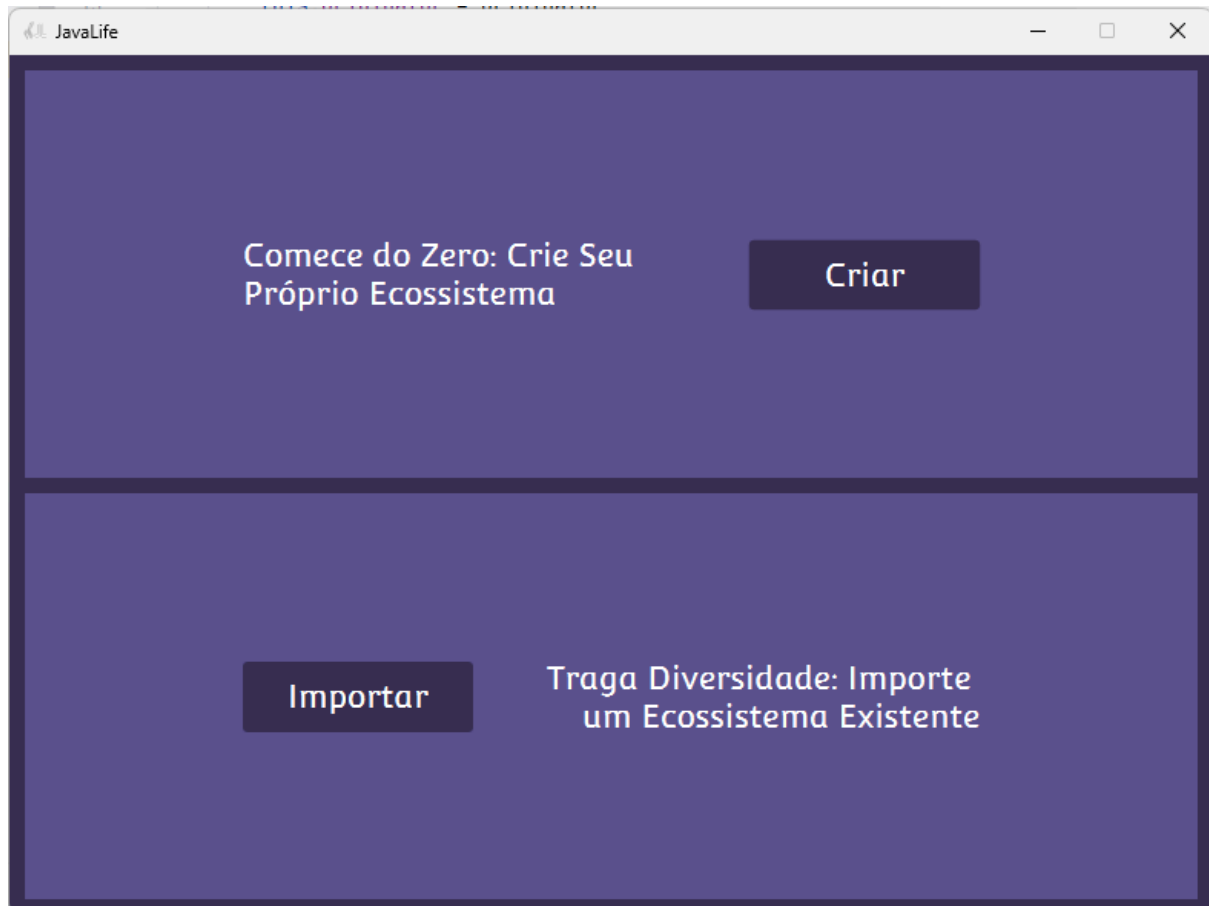 JavaLife
Comece do Zero: Crie Seu
Próprio Ecossistema
Criar
Importar
Traga Diversidade: Importe
um Ecossistema Existente